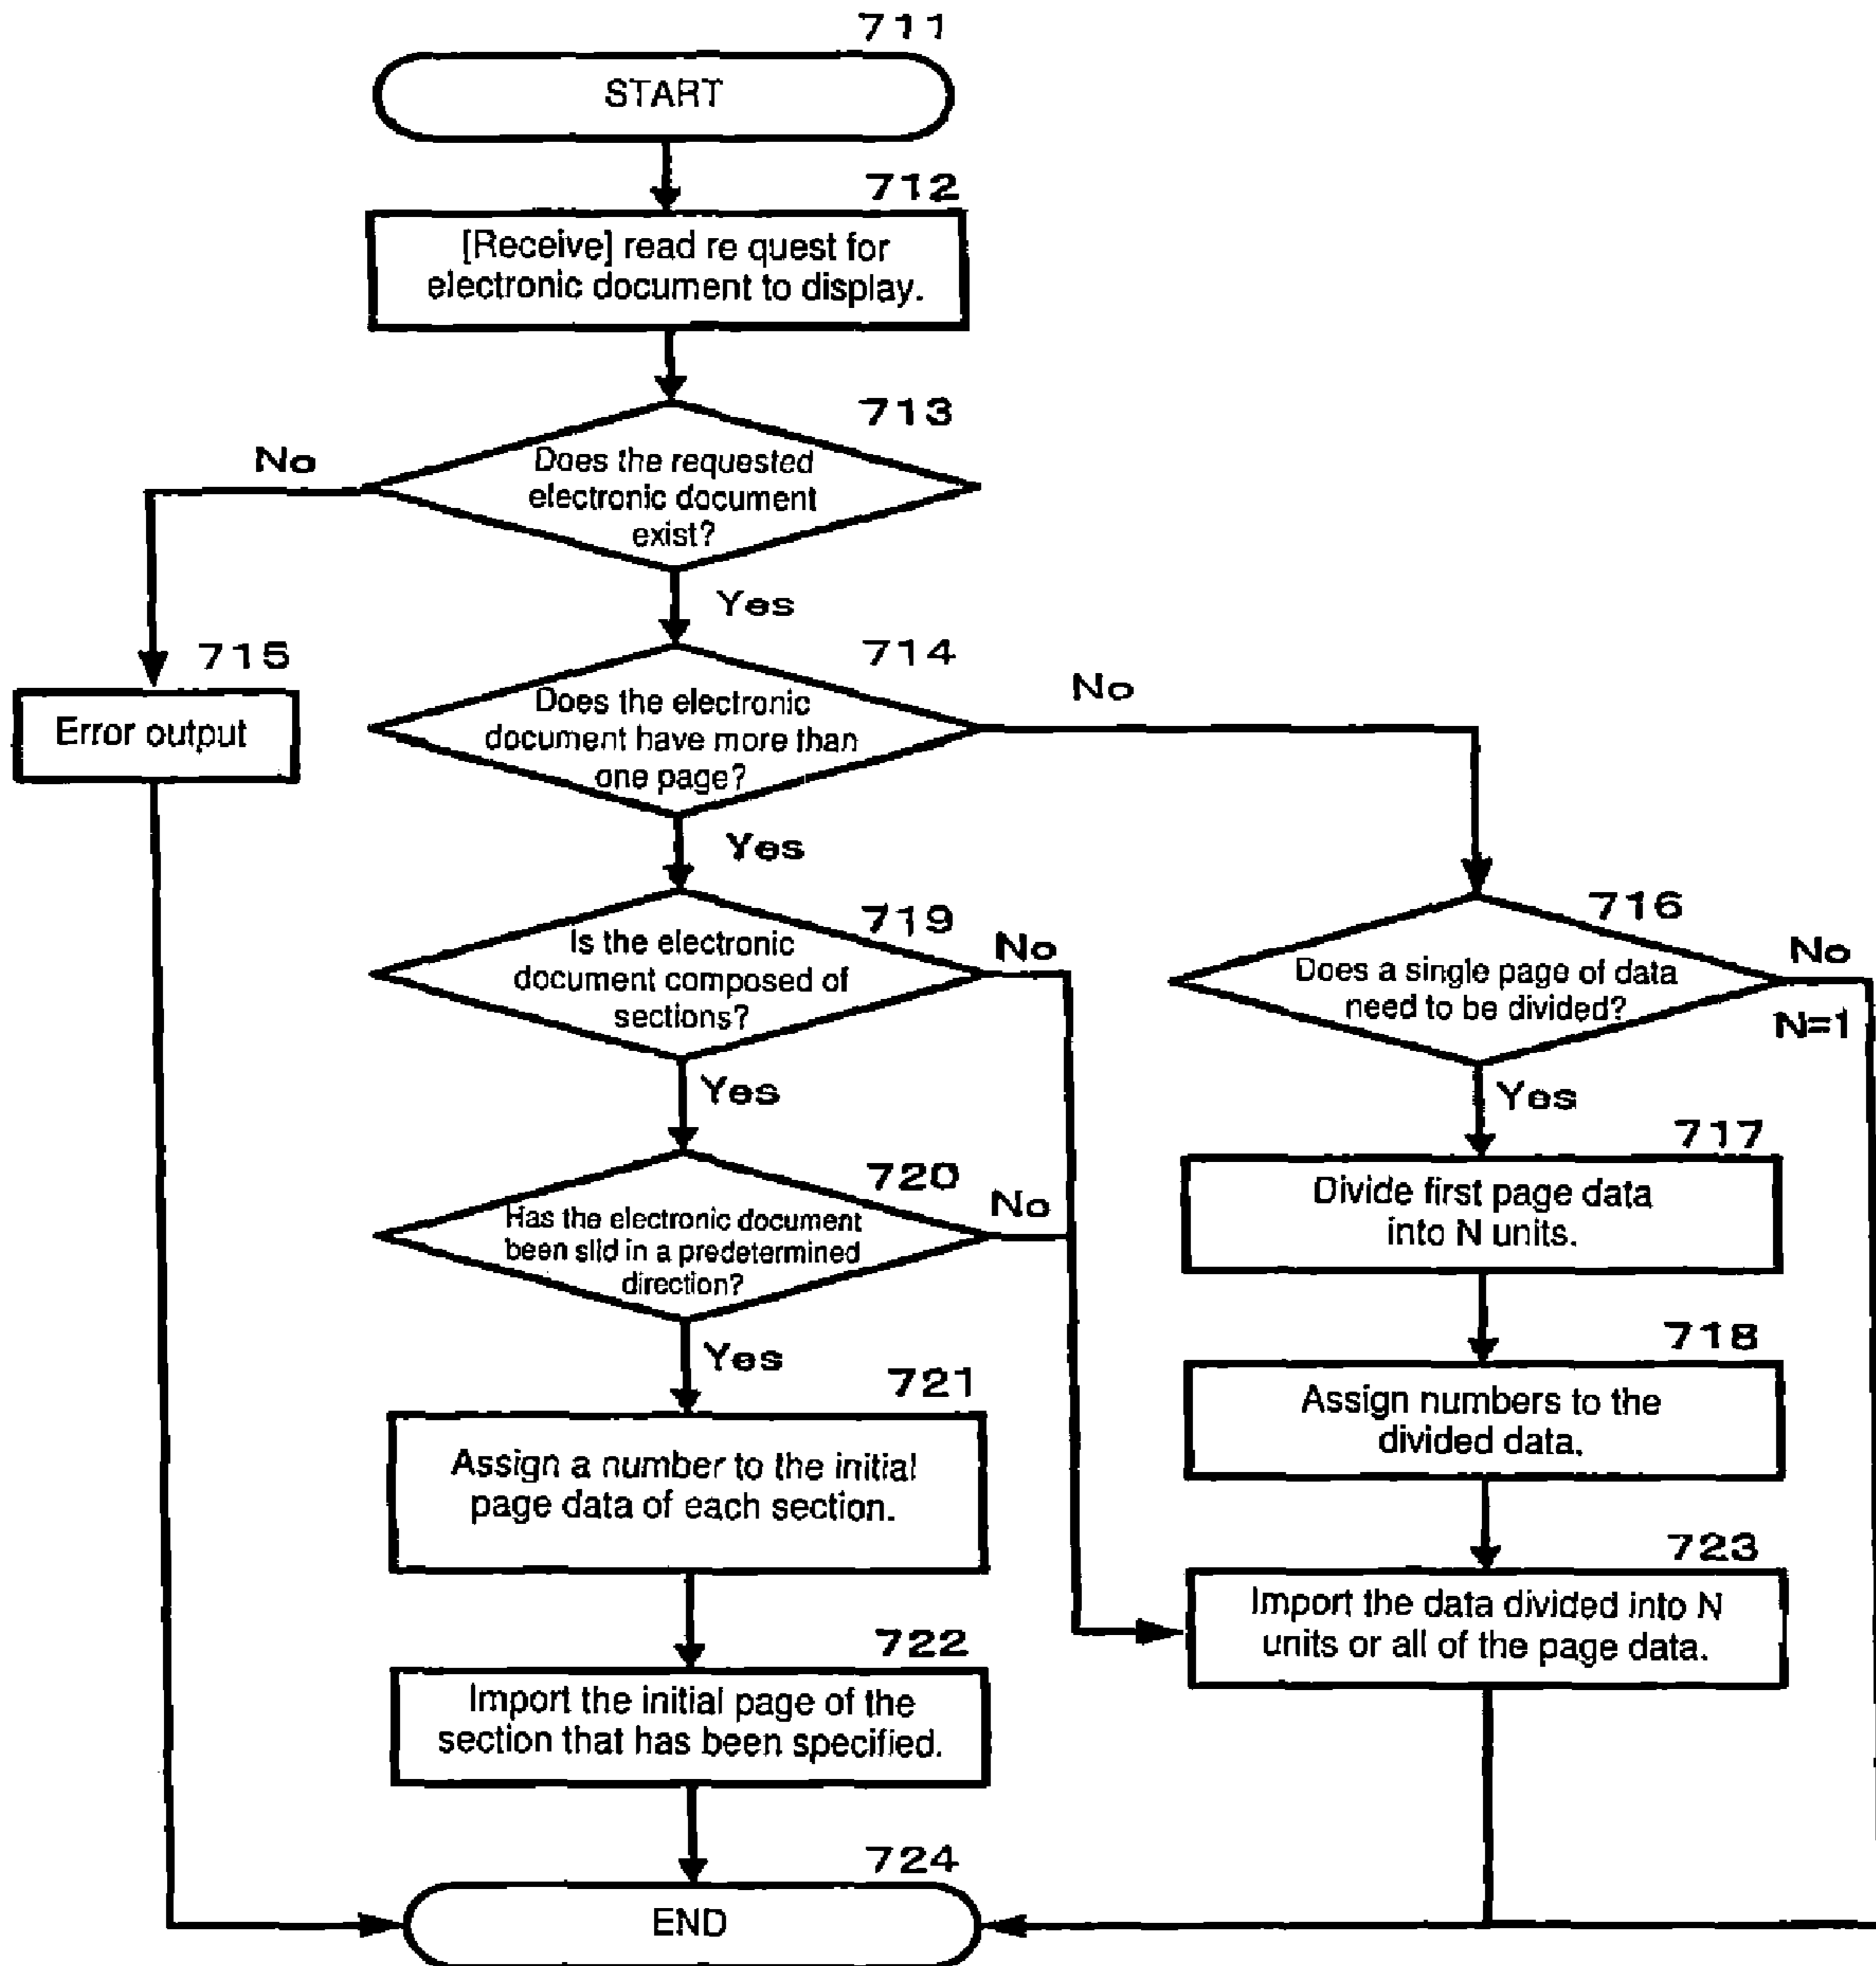 711
START
712
[Receive] read re quest for
electronic document to display.
713
No
Does the requested
electronic document
exist?
Yes
715
Error output
714
No
Does the electronic
document have more than
one page?
Yes
719
No
Is the electronic
document composed of
sections?
Yes
716
No
Does a single page of data
need to be divided?
N=1
Yes
720
No
Has the electronic document
been slid in a predetermined
direction?
Yes
717
Divide first page data
into N units.
718
Assign numbers to the
divided data.
721
Assign a number to the initial
page data of each section.
723
Import the data divided into N
units or all of the page data.
722
Import the initial page of the
section that has been specified.
724
END